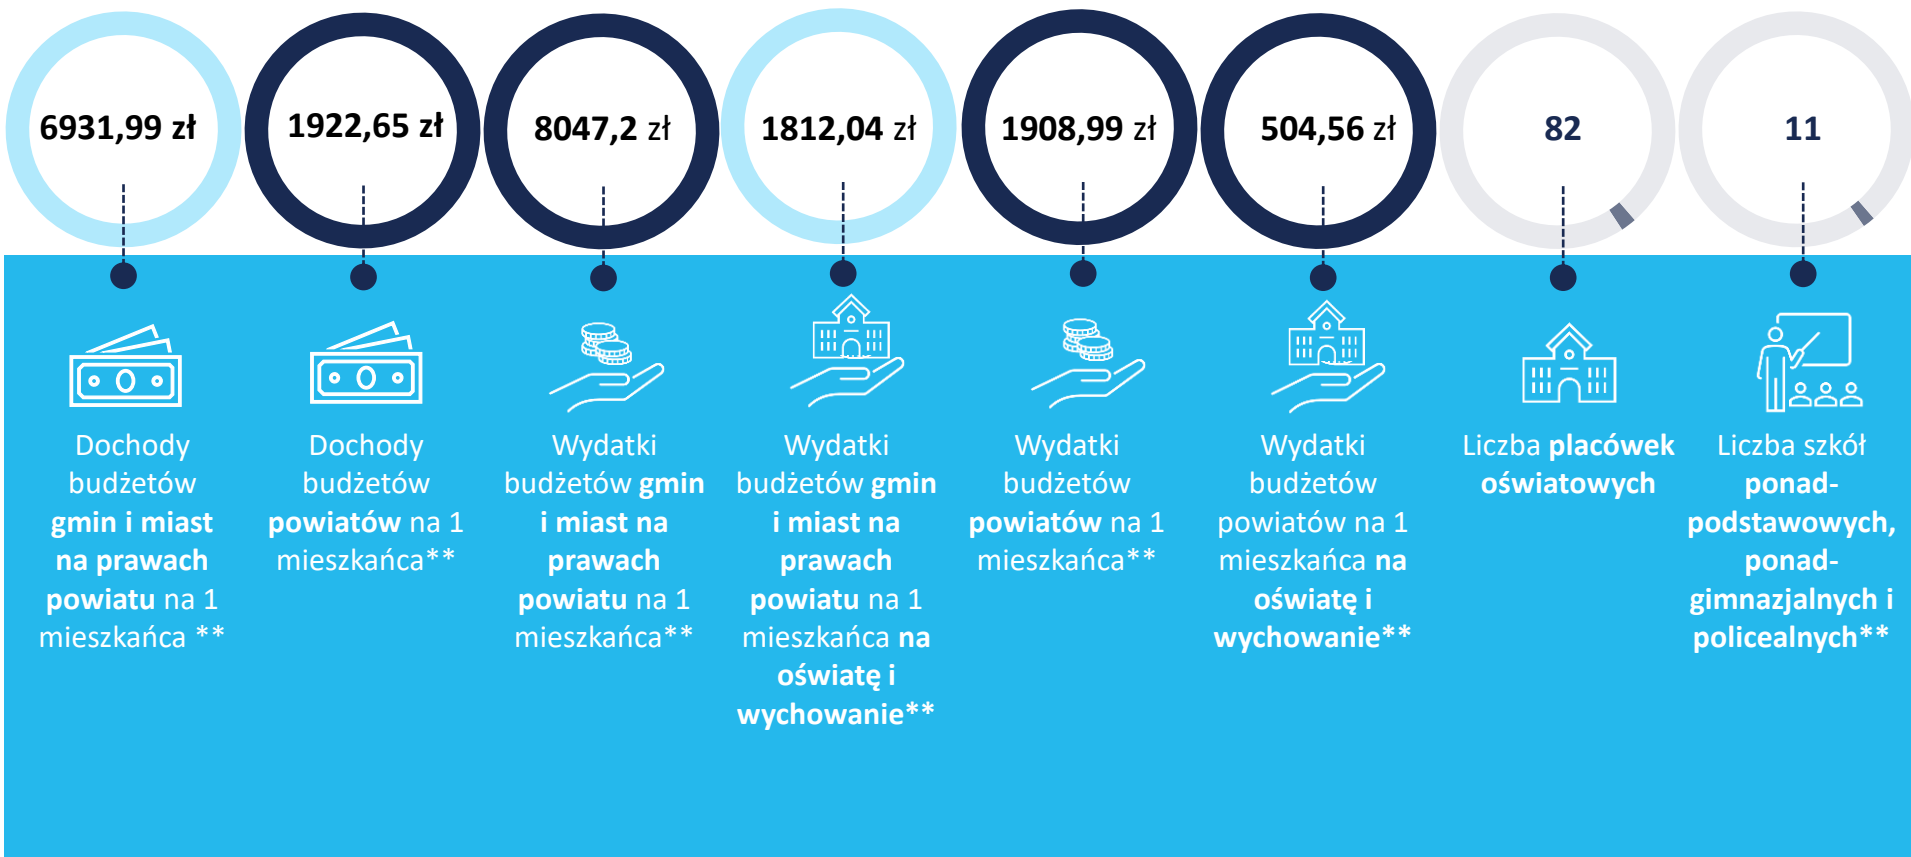 6931,99 zł
1922,65 zł
8047,2 zł
1812,04 zł
1908,99 zł
504,56 zł
82
11
Dochody
budżetów
gmin i miast
na prawach
powiatu na 1
mieszkańca **
Dochody
budżetów
powiatów na 1
mieszkańca**
Wydatki
budżetów gmin
i miast na
prawach
powiatu na 1
mieszkańca**
Wydatki
budżetów gmin
i miast na
prawach
powiatu na 1
mieszkańca na
oświatę i
wychowanie**
Wydatki
budżetów
powiatów na 1
mieszkańca**
Wydatki
budżetów
powiatów na 1
mieszkańca na
oświatę i
wychowanie**
Liczba placówek
oświatowych
Liczba szkół
ponad-
podstawowych,
ponad-
gimnazjalnych i
policealnych**